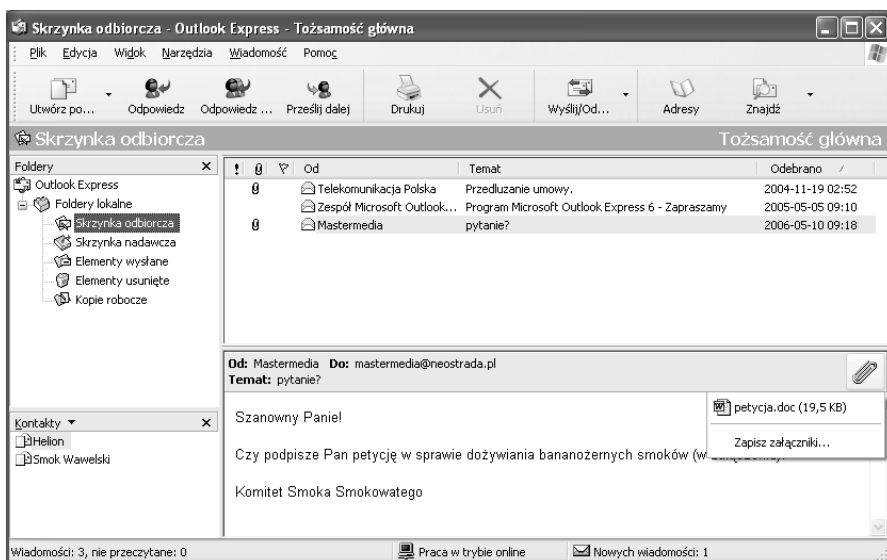 Skrzynka odbiorcza - Outlook Express - Tożsamość główna
Plik Edycja Widok Narzędzia Wiadomość Pomoc
Utwórz po... Odpowiedz Odpowiedz ... Prześlij dalej Drukuj Usuń Wyślij/Od... Adresy Znajdź
Skrzynka odbiorcza Tożsamość główna
Foldery
Outlook Express
Foldery lokalne
Skrzynka odbiorcza
Skrzynka nadawcza
Elementy wysłane
Elementy usunięte
Kopie robocze
Kontakty
Helion
Smok Wawelski
! Od Temat Odebrano
Telekomunikacja Polska Przedluzanie umowy. 2004-11-19 02:52
Zespół Microsoft Outlook... Program Microsoft Outlook Express 6 - Zapraszamy 2005-05-05 09:10
Mastermedia pytanie? 2006-05-10 09:18
Od: Mastermedia Do: mastermedia@neostrada.pl
Temat: pytanie?
petycja.doc (19,5 KB)
Zapisz załączniki...
Szanowny Panie!
Czy podpisze Pan petycję w sprawie dożywiania bananożernych smoków (w
Komitet Smoka Smokowatego
Wiadomości: 3, nie przeczytane: 0 Praca w trybie online Nowych wiadomości: 1